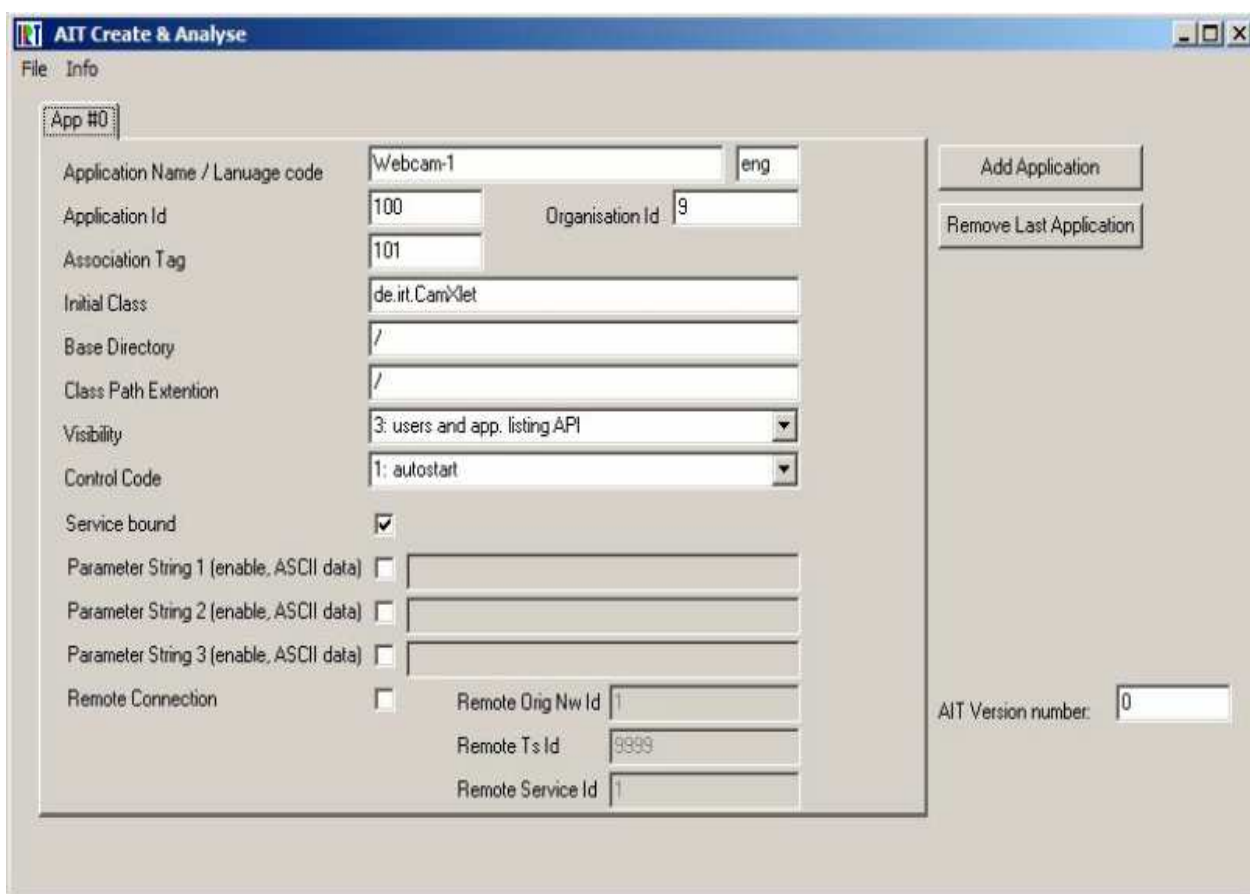 AIT Create & Analyse
File Info
App #0
Application Name / Lanuage code Webcam-1 eng
Add Application
Application Id 100 Organisation Id 9
Remove Last Application
Association Tag 101
Initial Class de.irt.CamXlet
Base Directory /
Class Path Extention /
Visibility 3: users and app. listing API
Control Code 1: autostart
Service bound
Parameter String 1 (enable, ASCII data)
Parameter String 2 (enable, ASCII data)
Parameter String 3 (enable, ASCII data)
Remote Connection Remote Orig Nw Id 1
AIT Version number: 0
Remote Ts Id 9999
Remote Service Id 1